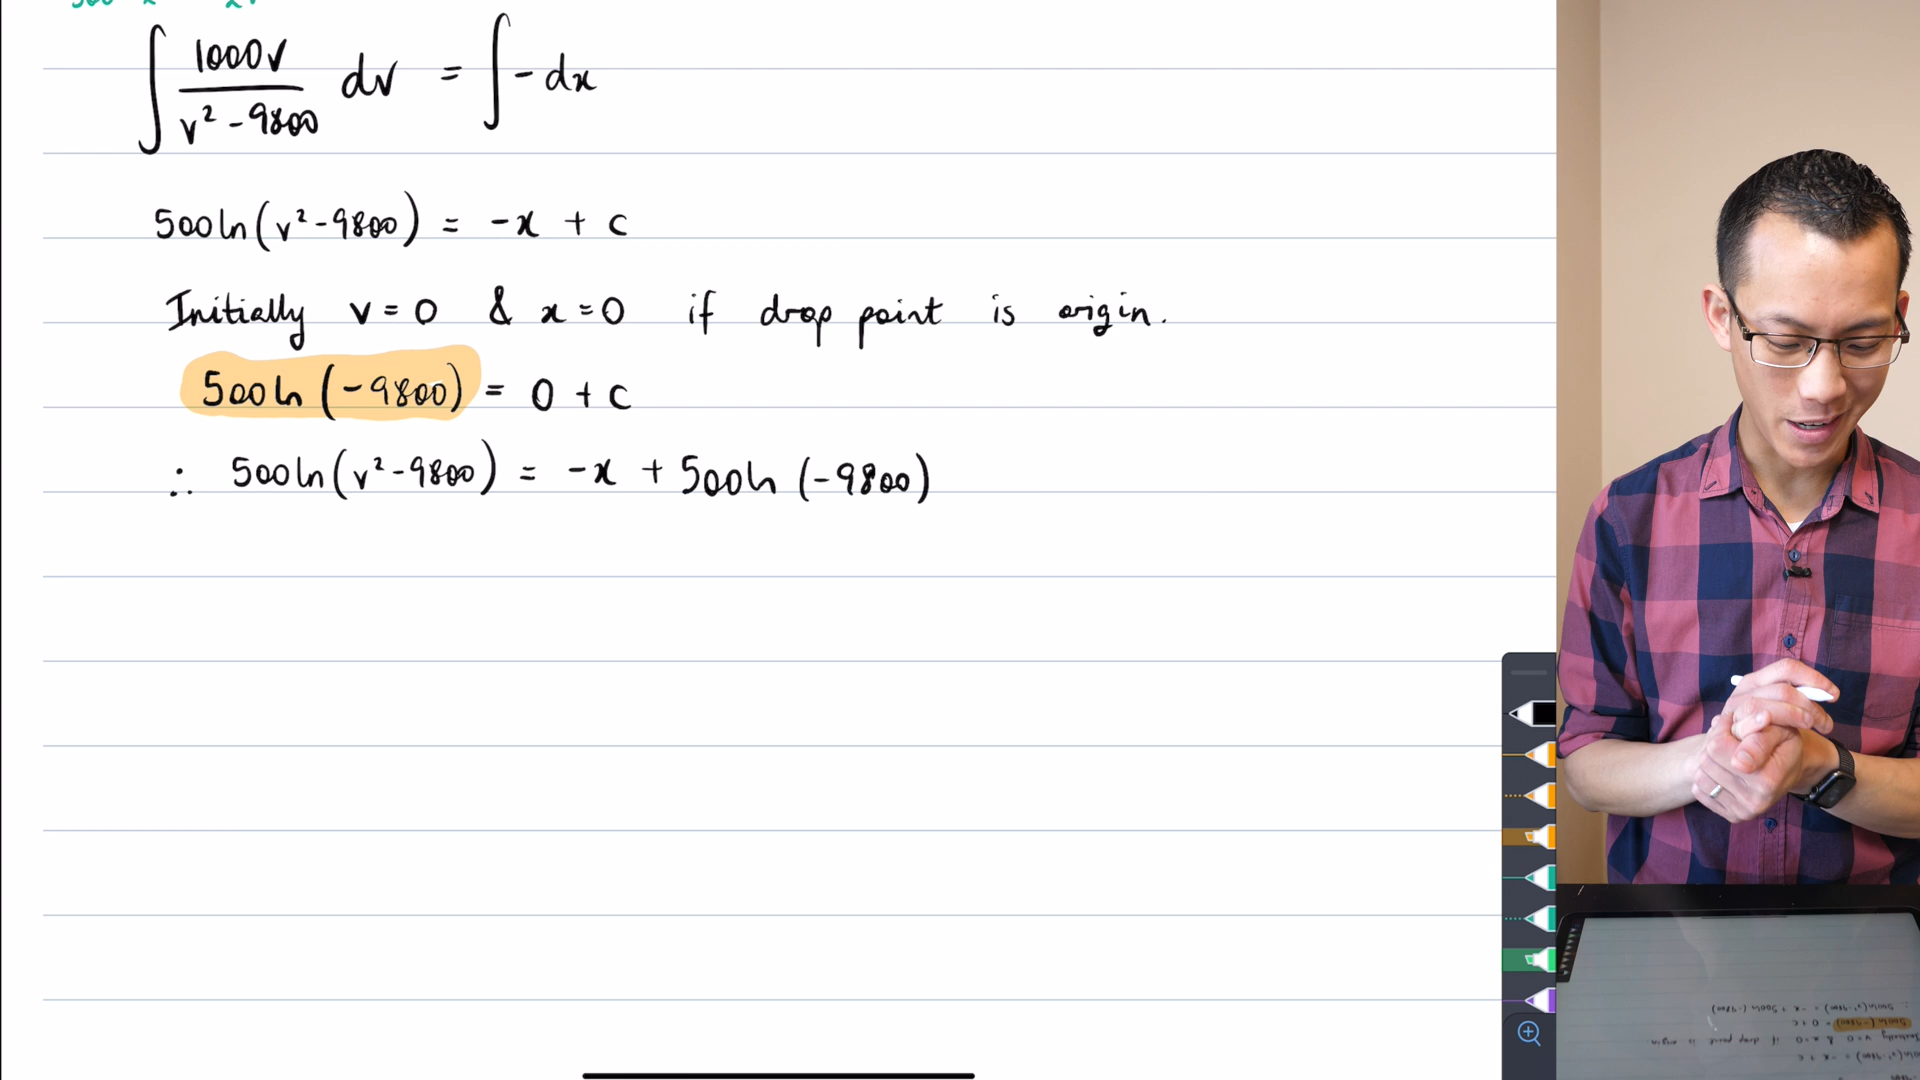 ∫ 1000v / (v² - 9800) dv = ∫ - dx
500ln(v² - 9800) = -x + c
Initially v = 0 & x = 0 if drop point is origin.
500ln (-9800) = 0 + c
∴ 500ln(v² - 9800) = -x + 500ln (-9800)